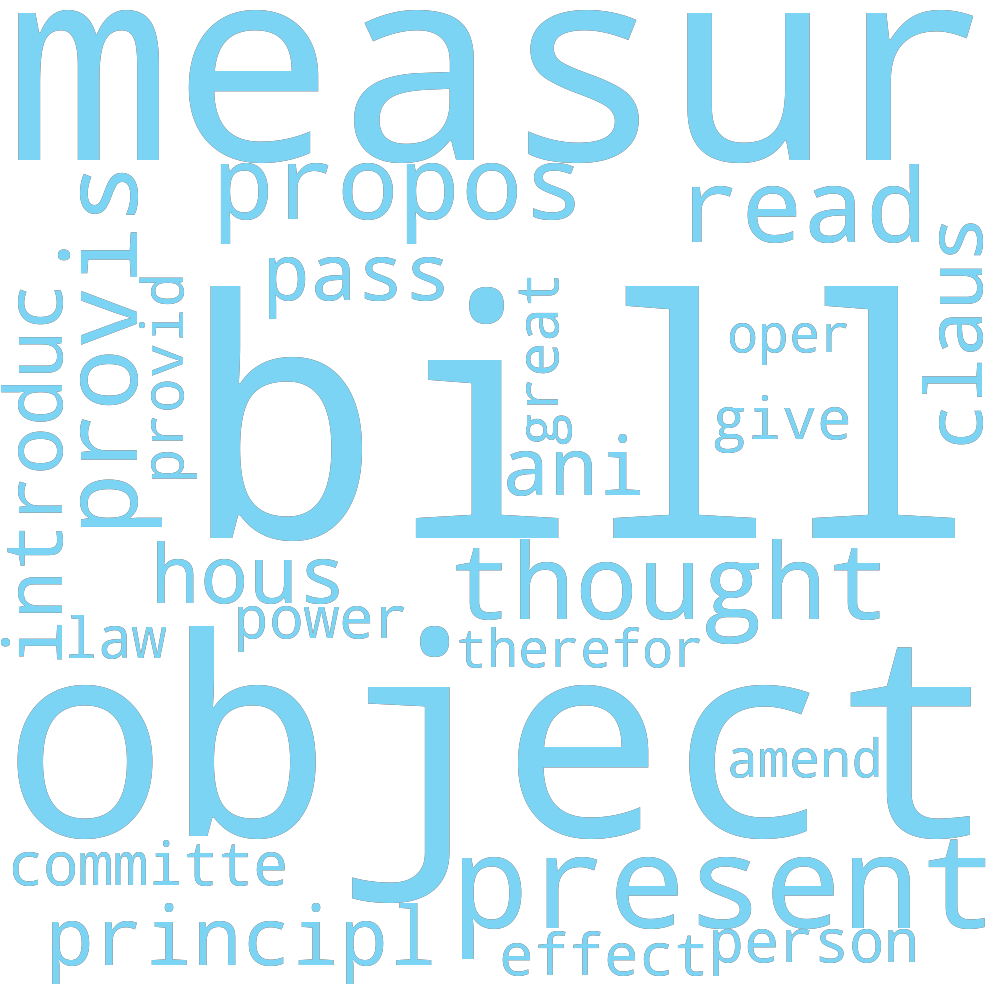 measur
propos
read
provis
claus
pass
introduc
provid
great
bill
oper
give
ani
hous
thought
power
law
therefor
object
amend
committe
present
principl
effect
person